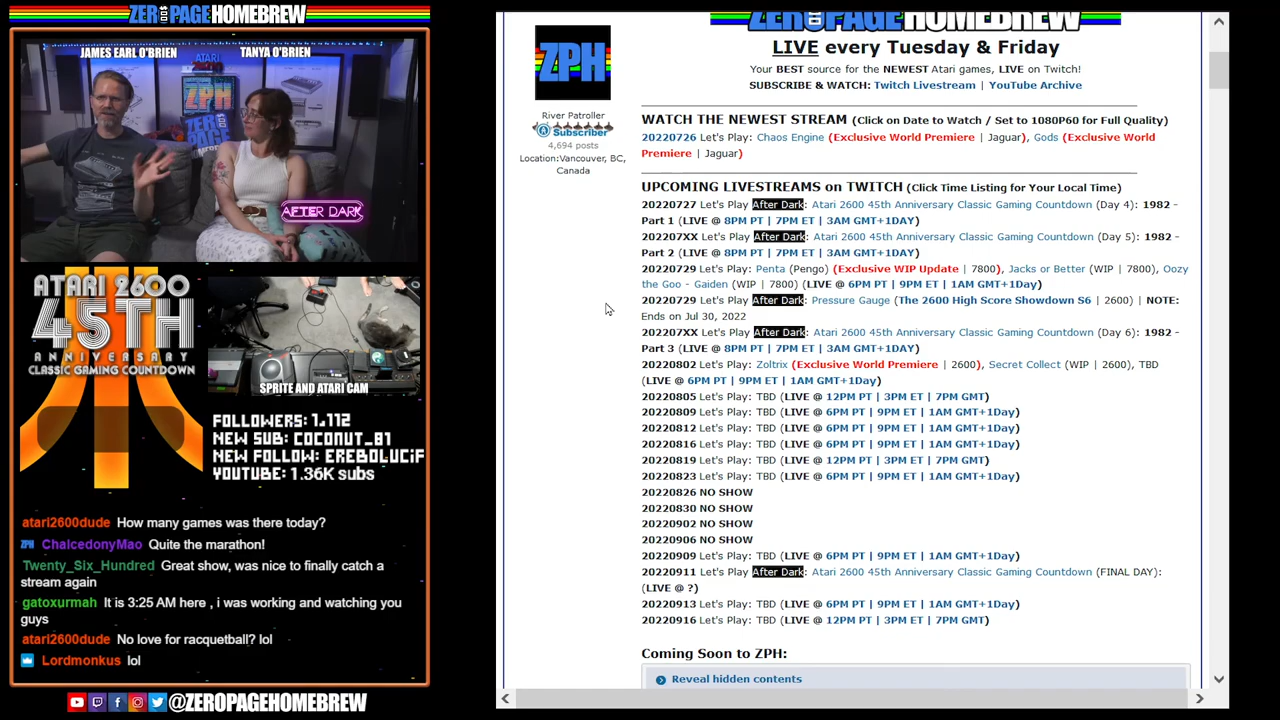 ZEROPAGEHOMEBREW
JAMES EARL O'BRIEN
TANYA O'BRIEN
ATARI
ZPH
AFTER DARK
ATARI 2600
45TH
ANNIVERSARY
CLASSIC GAMING COUNTDOWN
SPRITE AND ATARI CAM
FOLLOWERS: 1,112
NEW SUB: COCONUT_81
NEW FOLLOW: EREBOLUCIF
YOUTUBE: 1.36K subs
atari2600dude How many games was there today?
ChalcedonyMao Quite the marathon!
Twenty_Six_Hundred Great show, was nice to finally catch a
stream again
gatoxurmah It is 3:25 AM here , i was working and watching you
guys
atari2600dude No love for racquetball? lol
Lordmonkus lol
@ZEROPAGEHOMEBREW
ZEROPAGEHOMEBREW
ZPH
River Patroller
Subscriber
4,694 posts
Location:Vancouver, BC,
Canada
LIVE every Tuesday & Friday
Your BEST source for the NEWEST Atari games, LIVE on Twitch!
SUBSCRIBE & WATCH: Twitch Livestream | YouTube Archive
WATCH THE NEWEST STREAM (Click on Date to Watch / Set to 1080P60 for Full Quality)
20220726 Let's Play: Chaos Engine (Exclusive World Premiere | Jaguar), Gods (Exclusive World
Premiere | Jaguar)
UPCOMING LIVESTREAMS on TWITCH (Click Time Listing for Your Local Time)
20220727 Let's Play After Dark: Atari 2600 45th Anniversary Classic Gaming Countdown (Day 4): 1982 -
Part 1 (LIVE @ 8PM PT | 7PM ET | 3AM GMT+1DAY)
202207XX Let's Play After Dark: Atari 2600 45th Anniversary Classic Gaming Countdown (Day 5): 1982 -
Part 2 (LIVE @ 8PM PT | 7PM ET | 3AM GMT+1DAY)
20220729 Let's Play: Penta (Pengo) (Exclusive WIP Update | 7800), Jacks or Better (WIP | 7800), Oozy
the Goo - Gaiden (WIP | 7800) (LIVE @ 6PM PT | 9PM ET | 1AM GMT+1Day)
20220729 Let's Play After Dark: Pressure Gauge (The 2600 High Score Showdown S6 | 2600) | NOTE:
Ends on Jul 30, 2022
202207XX Let's Play After Dark: Atari 2600 45th Anniversary Classic Gaming Countdown (Day 6): 1982 -
Part 3 (LIVE @ 8PM PT | 7PM ET | 3AM GMT+1DAY)
20220802 Let's Play: Zoltrix (Exclusive World Premiere | 2600), Secret Collect (WIP | 2600), TBD
(LIVE @ 6PM PT | 9PM ET | 1AM GMT+1Day)
20220805 Let's Play: TBD (LIVE @ 12PM PT | 3PM ET | 7PM GMT)
20220809 Let's Play: TBD (LIVE @ 6PM PT | 9PM ET | 1AM GMT+1Day)
20220812 Let's Play: TBD (LIVE @ 6PM PT | 9PM ET | 1AM GMT+1Day)
20220816 Let's Play: TBD (LIVE @ 6PM PT | 9PM ET | 1AM GMT+1Day)
20220819 Let's Play: TBD (LIVE @ 12PM PT | 3PM ET | 7PM GMT)
20220823 Let's Play: TBD (LIVE @ 6PM PT | 9PM ET | 1AM GMT+1Day)
20220826 NO SHOW
20220830 NO SHOW
20220902 NO SHOW
20220906 NO SHOW
20220909 Let's Play: TBD (LIVE @ 6PM PT | 9PM ET | 1AM GMT+1Day)
20220911 Let's Play After Dark: Atari 2600 45th Anniversary Classic Gaming Countdown (FINAL DAY):
(LIVE @ ?)
20220913 Let's Play: TBD (LIVE @ 6PM PT | 9PM ET | 1AM GMT+1Day)
20220916 Let's Play: TBD (LIVE @ 12PM PT | 3PM ET | 7PM GMT)
Coming Soon to ZPH:
Reveal hidden contents